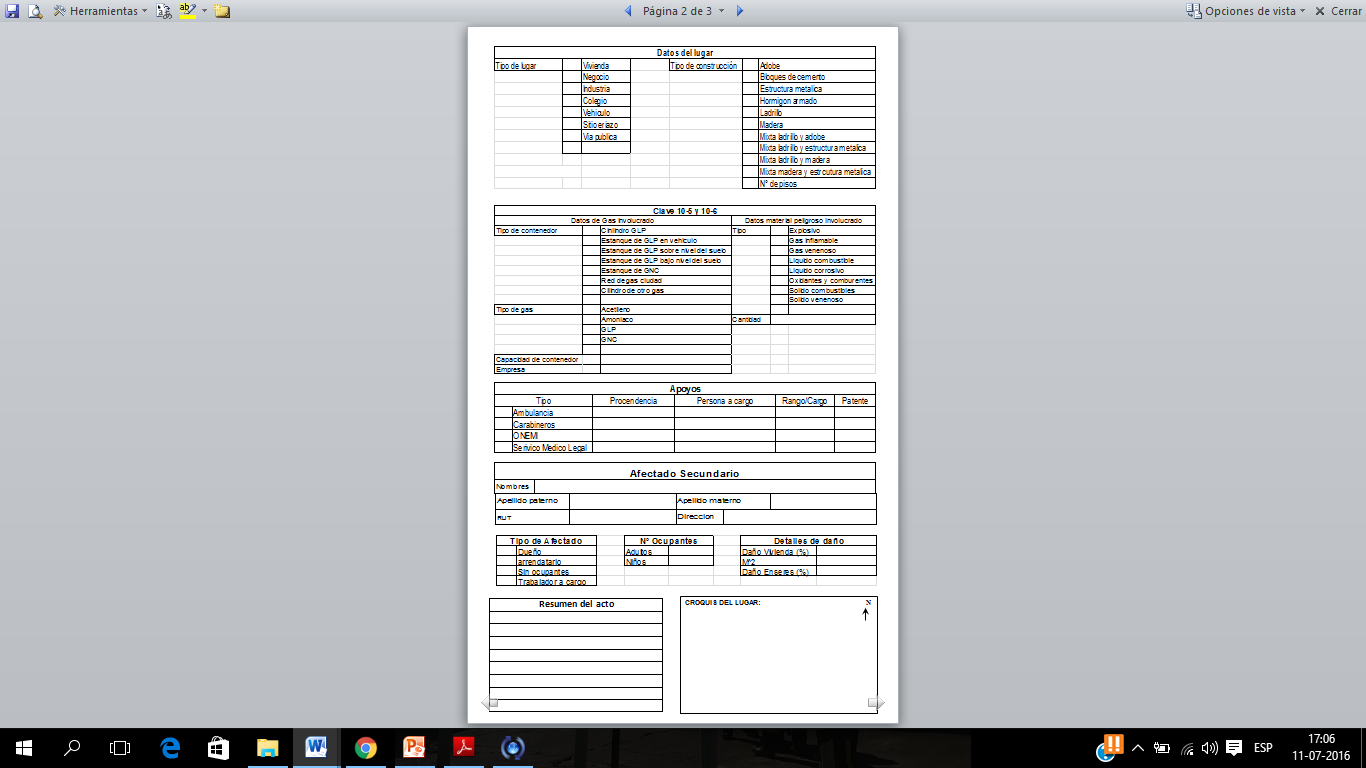 Herramientas Página 2 de 3 Opciones de vista Cerrar
Datos del lugar
Tipo de lugar Vivienda Tipo de construcción Adobe
Negocio Bloques de cemento
Industria Estructura metalica
Colegio Hormigon armado
Vehiculo Ladrillo
Sitio eriazo Madera
Via publica Mixta ladrillo y adobe
Mixta ladrillo y estructura metalica
Mixta ladrillo y madera
Mixta madera y estrcutura metalica
N° de pisos
Clave 10-5 y 10-6
Datos de Gas Involucrado Datos material peligroso involucrado
Tipo de contenedor Cinlindro GLP Tipo Explosivo
Estanque de GLP en vehiculo Gas inflamable
Estanque de GLP sobre nivel del suelo Gas venenoso
Estanque de GLP bajo nivel del suelo Liquido combustible
Estanque de GNC Liquido corrosivo
Red de gas ciudad Oxidantes y comburentes
Cilindro de otro gas Solido combustibles
Solido venenoso
Tipo de gas Acetileno
Amoniaco Cantidad
GLP
GNC
Capacidad de contenedor
Empresa
Apoyos
Tipo Procendencia Persona a cargo Rango/Cargo Patente
Ambulancia
Carabineros
ONEMI
Serivico Medico Legal
Afectado Secundario
Nombres
Apellido paterno Apellido materno
RUT Direccion
Tipo de Afectado N° Ocupantes Detalles de daño
Dueño Adultos Daño Vivienda (%)
arrendatario Niños M^2
Sin ocupantes Daño Enseres (%)
Trabajador a cargo
Resumen del acto CROQUIS DEL LUGAR: N
ESP 17:06
11-07-2016